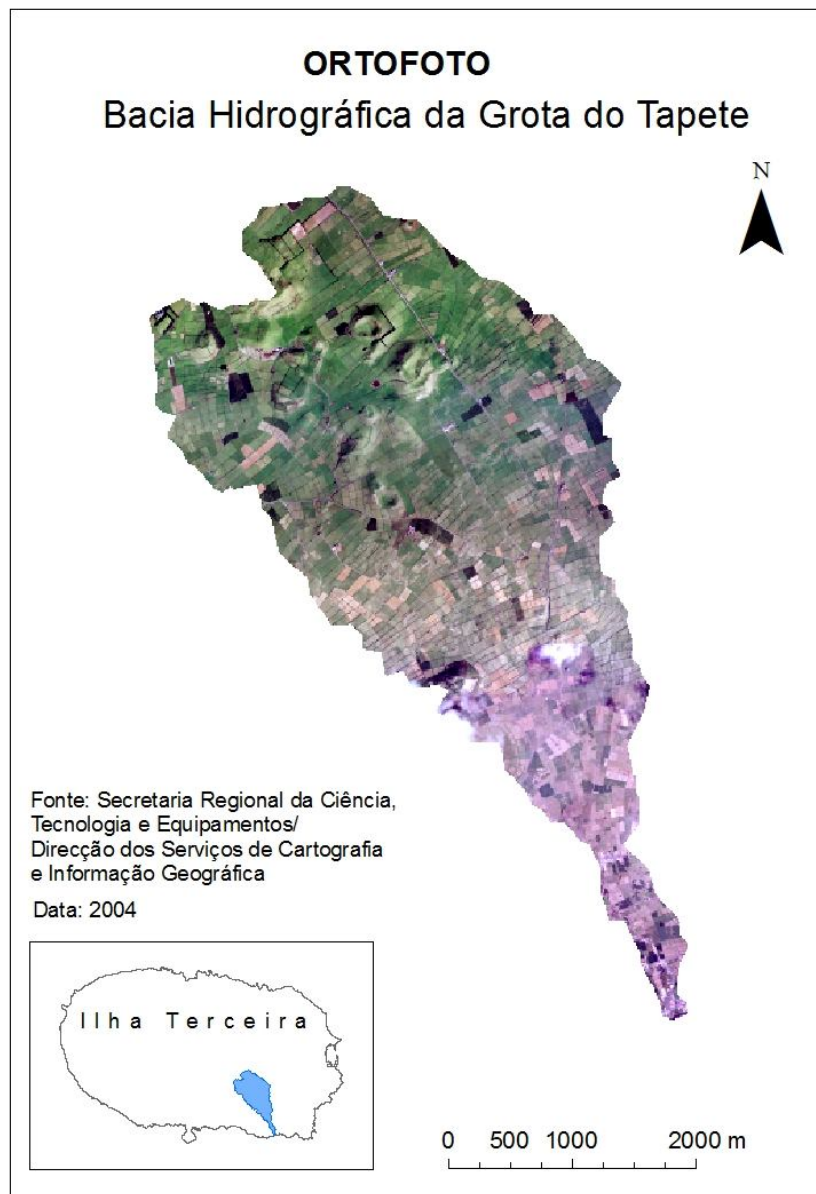 ORTOFOTO
Bacia Hidrográfica da Grota do Tapete
N
Fonte: Secretaria Regional da Ciência,
Tecnologia e Equipamentos/
Direcção dos Serviços de Cartografia
e Informação Geográfica
Data: 2004
Ilha Terceira
0 500 1000 2000 m